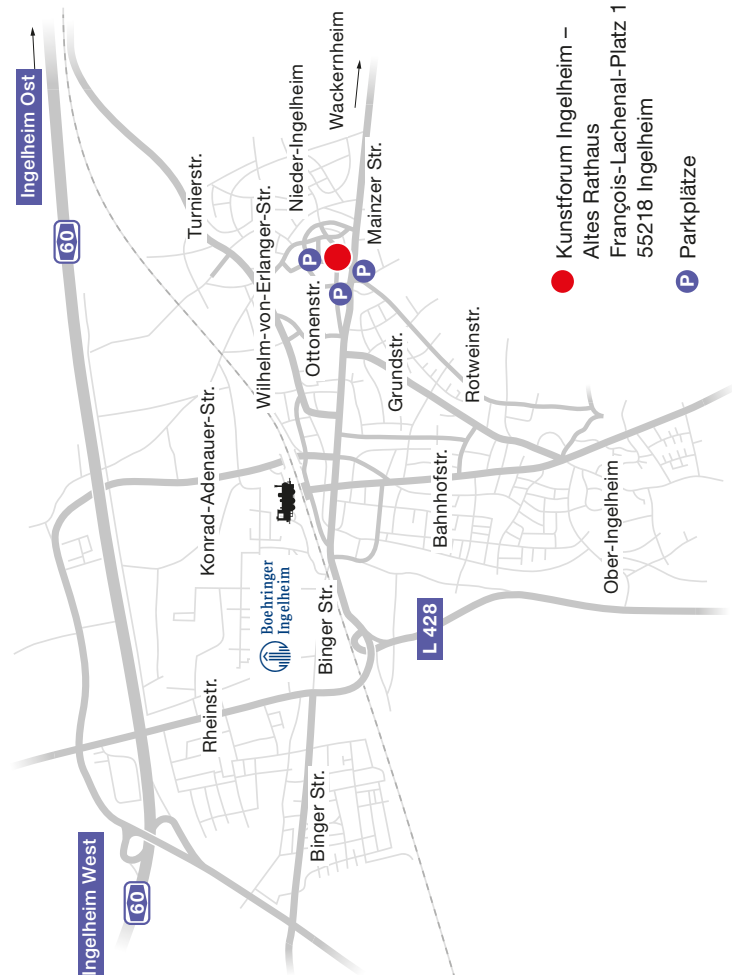 Ingelheim West
60
Ingelheim Ost
60
Rheinstr.
Konrad-Adenauer-Str.
Turnierstr.
Boehringer
Ingelheim
Wilhelm-von-Erlanger-Str.
Nieder-Ingelheim
Wackernheim
Binger Str.
Binger Str.
Ottonenstr.
P
P
P
Mainzer Str.
Grundstr.
L 428
Bahnhofstr.
Rotweinstr.
Ober-Ingelheim
Kunstforum Ingelheim –
Altes Rathaus
François-Lachenal-Platz 1
55218 Ingelheim
P Parkplätze